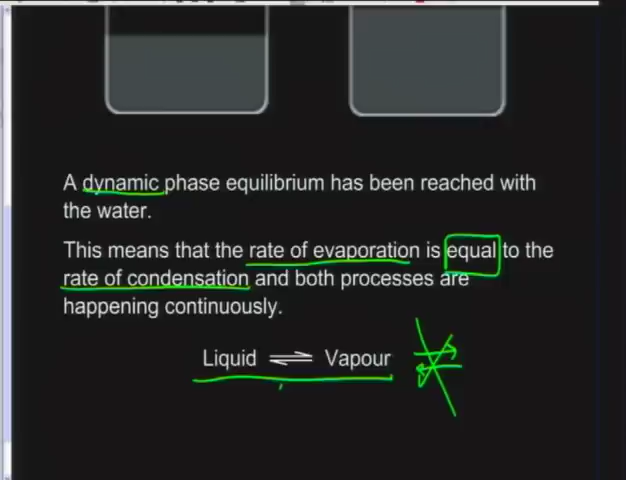 A dynamic phase equilibrium has been reached with
the water.
This means that the rate of evaporation is equal to the
rate of condensation and both processes are
happening continuously.
Liquid ⇌ Vapour